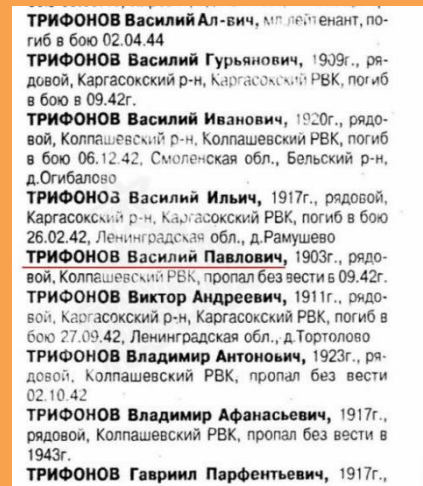 ТРИФОНОВ Василий Ал-вич, мл.лейтенант, по-
гиб в бою 02.04.44
ТРИФОНОВ Василий Гурьянович, 1909г., ря-
довой, Каргасокский р-н, Каргасокский РВК, погиб
в бою в 09.42г.
ТРИФОНОВ Василий Иванович, 1920г., рядо-
вой, Колпашевский р-н, Колпашевский РВК, погиб
в бою 06.12.42, Смоленская обл., Бельский р-н,
д.Огибалово
ТРИФОНОВ Василий Ильич, 1917г., рядовой,
Каргасокский р-н, Каргасокский РВК, погиб в бою
26.02.42, Ленинградская обл., д.Рамушево
ТРИФОНОВ Василий Павлович, 1903г., рядо-
вой, Колпашевский РВК, пропал без вести в 09.42г.
ТРИФОНОВ Виктор Андреевич, 1911г., рядо-
вой, Каргасокский р-н, Каргасокский РВК, погиб в
бою 27.09.42, Ленинградская обл., д.Тортолово
ТРИФОНОВ Владимир Антонович, 1923г., ря-
довой, Колпашевский РВК, пропал без вести
02.10.42
ТРИФОНОВ Владимир Афанасьевич, 1917г.,
рядовой, Колпашевский РВК, пропал без вести в
1943г.
ТРИФОНОВ Гавриил Парфентьевич, 1917г.,